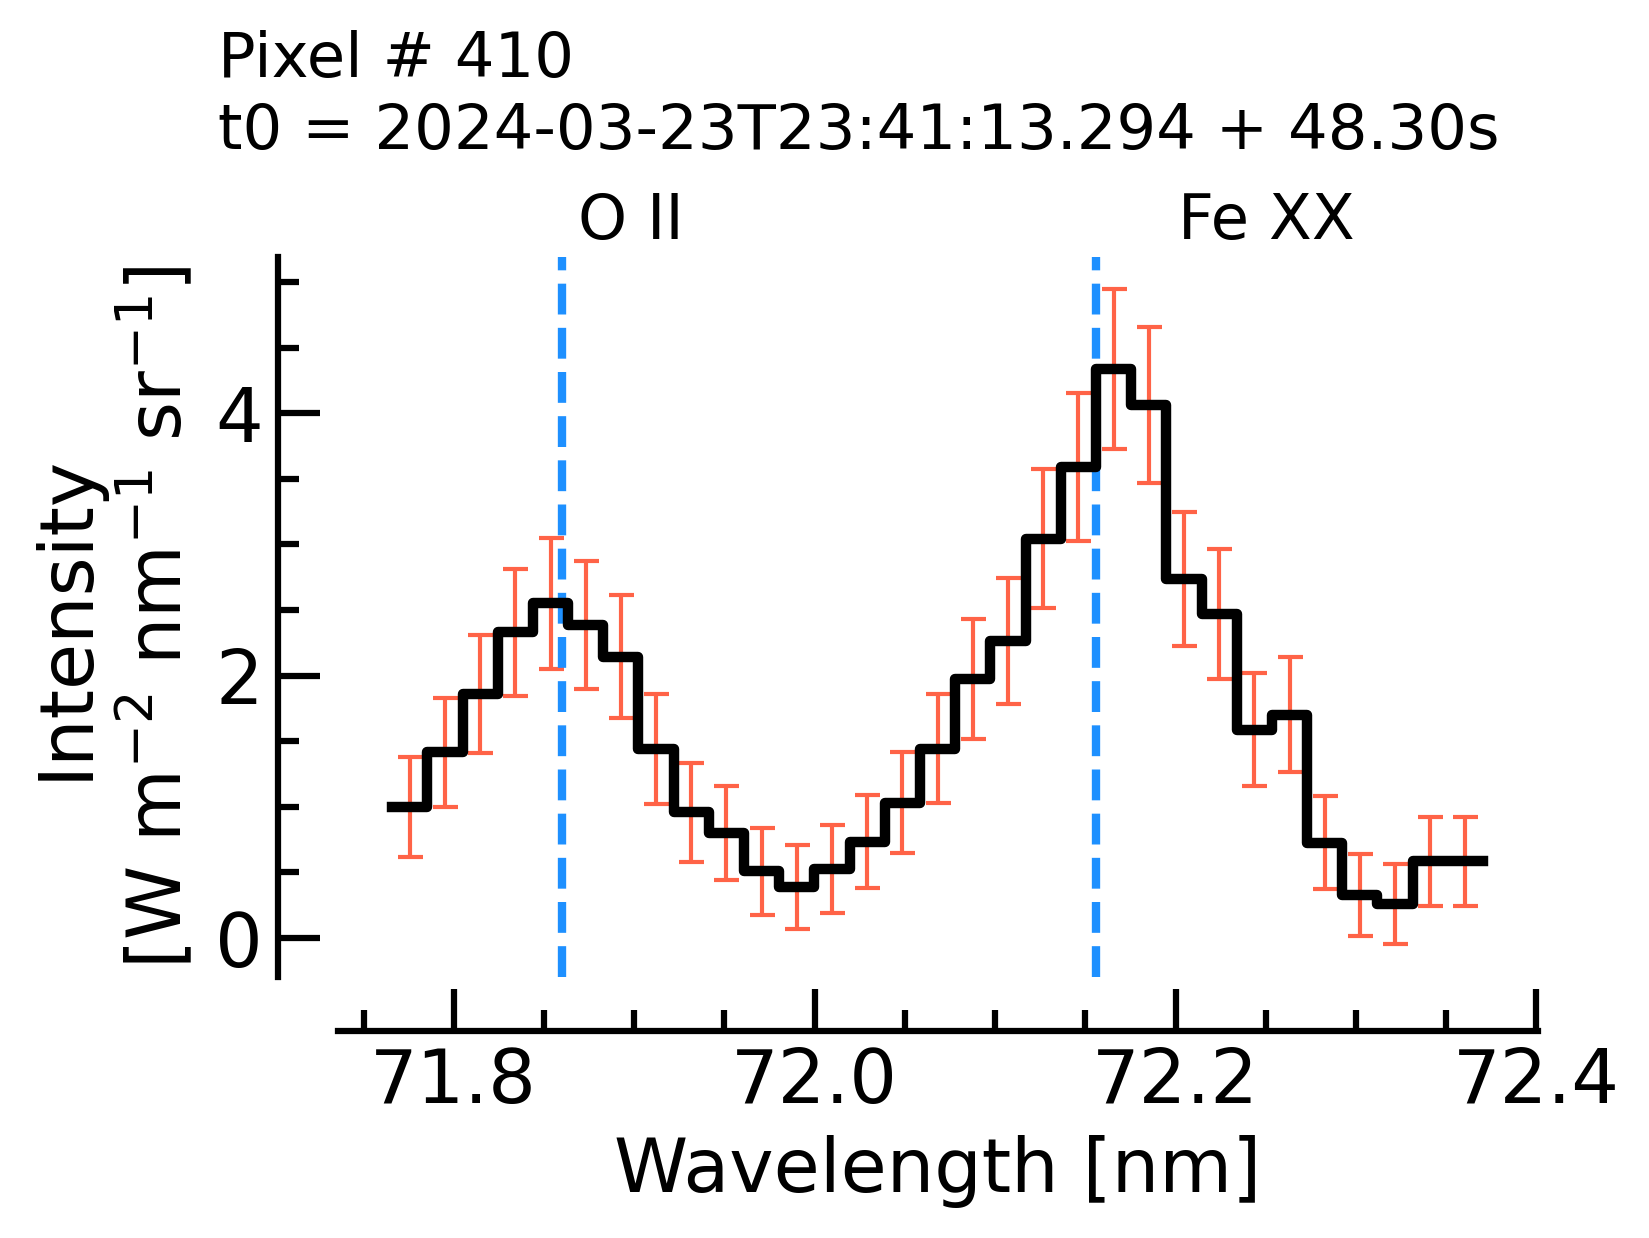 Pixel # 410
t0 = 2024-03-23T23:41:13.294 + 48.30s
O II
Fe XX
Intensity
[W m⁻² nm⁻¹ sr⁻¹]
4
2
0
71.8
72.0
72.2
72.4
Wavelength [nm]